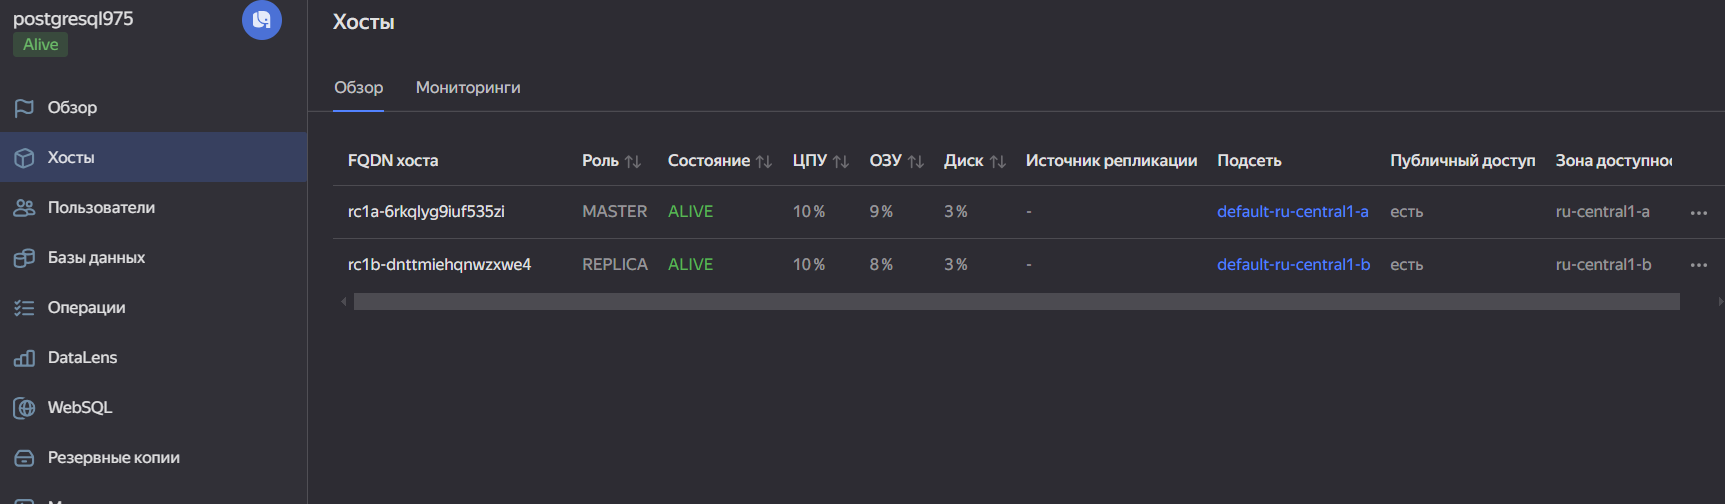 postgresql975
Alive
Обзор
Хосты
Пользователи
Базы данных
Операции
DataLens
WebSQL
Резервные копии
Хосты
Обзор Мониторинги
FQDN хоста Роль Состояние ЦПУ ОЗУ Диск Источник репликации Подсеть Публичный доступ Зона доступнос
rc1a-6rkqlyg9iuf535zi MASTER ALIVE 10 % 9 % 3 % - default-ru-central1-a есть ru-central1-a
rc1b-dnttmiehqnwzxwe4 REPLICA ALIVE 10 % 8 % 3 % - default-ru-central1-b есть ru-central1-b